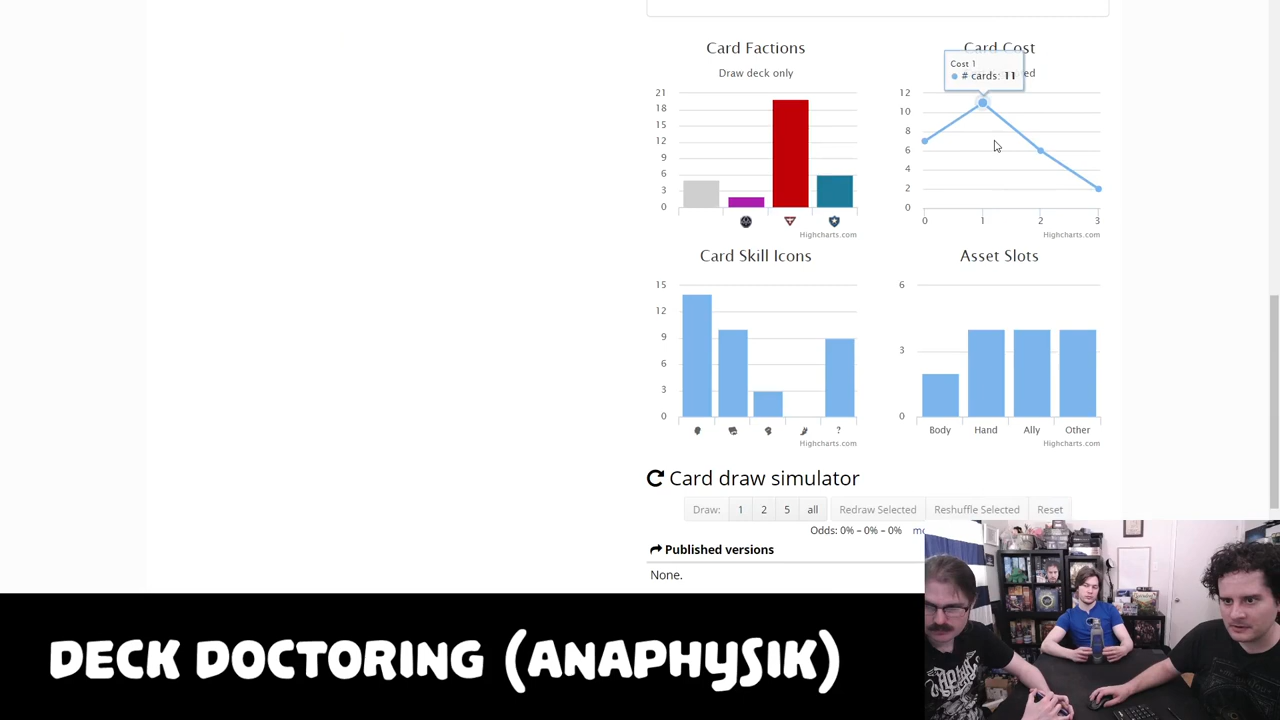 Card Factions
Draw deck only
21
18
15
12
9
6
3
0
Highcharts.com
Card Cost
ed
Cost 1
# cards: 11
12
10
8
6
4
2
0
0 1 2 3
Highcharts.com
Card Skill Icons
15
12
9
6
3
0
?
Highcharts.com
Asset Slots
6
3
0
Body Hand Ally Other
Highcharts.com
Card draw simulator
Draw: 1 2 5 all Redraw Selected Reshuffle Selected Reset
Odds: 0% – 0% – 0%
Published versions
None.
DECK DOCTORING (ANAPHYSIK)